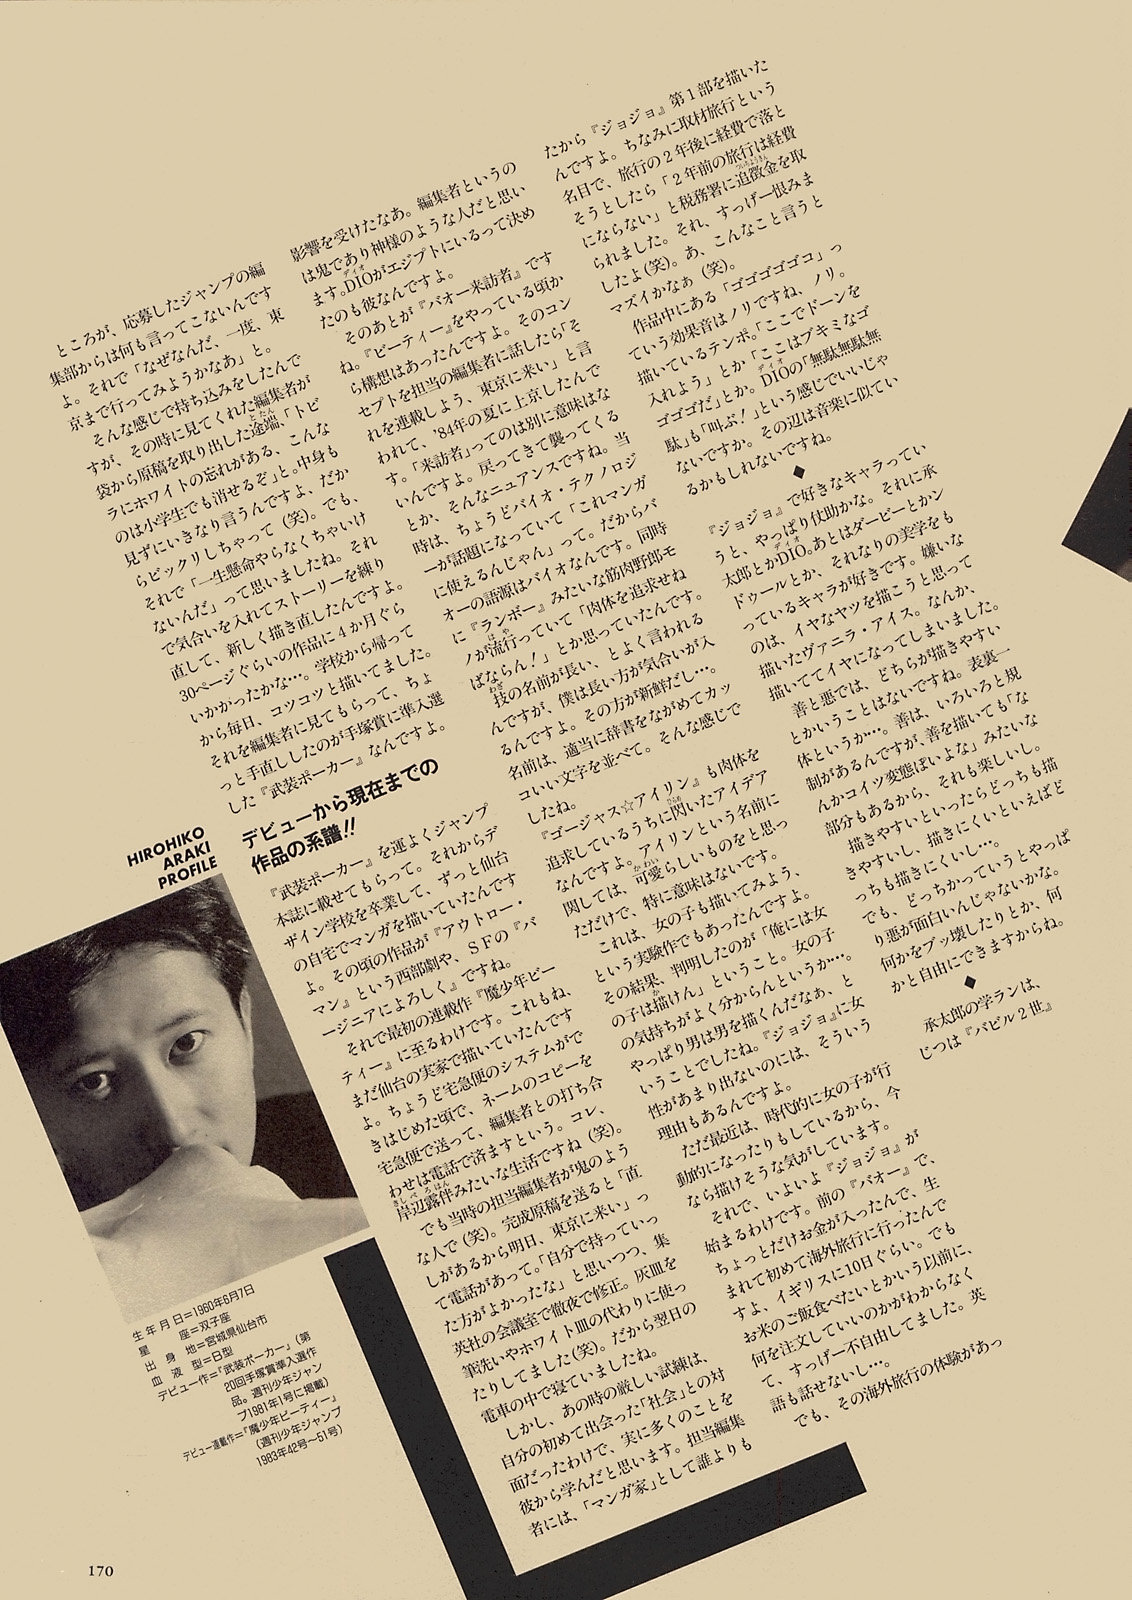 ところが、応募したジャンプの編
集部からは何も言ってこないんです
よ。それで「なぜなんだ、一度、東
京まで行ってみようかなあ」と。
そんな感じで持ち込みをしたんで
すが、その時に見てくれた編集者が
袋から原稿を取り出した途端、「トビ
ラにホワイトの忘れがある、こんな
のは小学生でも消せるぞ」と。中身も
見ずにいきなり言うんですよ、だか
らビックリしちゃって（笑）。でも、
それで「一生懸命やらなくちゃいけ
ないんだ」って思いましたね。それ
で気合いを入れてストーリーを練り
直して、新しく描き直したんですよ。
30ページぐらいの作品に４か月ぐら
いかかったかな…。学校から帰って
から毎日、コツコツと描いてました。
それを編集者に見てもらって、ちょ
っと手直ししたのが手塚賞に準入選
した『武装ポーカー』なんですよ。
デビューから現在までの
作品の系譜!!
『武装ポーカー』を運よくジャンプ
本誌に載せてもらって。それからデ
ザイン学校を卒業して、ずっと仙台
の自宅でマンガを描いていたんです
よ。その頃の作品が『アウトロー・
マン』という西部劇や、ＳＦの『バ
ージニアによろしく』ですね。
それで最初の連載作『魔少年ビー
ティー』に至るわけです。これもね、
まだ仙台の実家で描いていたんです
よ。ちょうど宅急便のシステムがで
きはじめた頃で、ネームのコピーを
宅急便で送って、編集者との打ち合
わせは電話で済ますという。コレ、
岸辺露伴みたいな生活ですね（笑）。
でも当時の担当編集者が鬼のよう
な人で（笑）。完成原稿を送ると「直
しがあるから明日、東京に来い」っ
て電話があって。「自分で持っていっ
た方がよかったな」と思いつつ、集
英社の会議室で徹夜で修正。灰皿を
筆洗いやホワイト皿の代わりに使っ
たりしてました（笑）。だから翌日の
電車の中で寝ていましたね。
しかし、あの時の厳しい試練は、
自分の初めて出会った「社会」との対
面だったわけで、実に多くのことを
彼から学んだと思います。担当編集
者には、「マンガ家」として誰よりも
影響を受けたなあ。編集者というの
は鬼であり神様のような人だと思い
ます。DIOがエジプトにいるって決め
たのも彼なんですよ。
そのあとが『バオー来訪者』です
ね。『ビーティー』をやっている頃か
ら構想はあったんですよ。そのコン
セプトを担当の編集者に話したら「そ
れを連載しよう、東京に来い」と言
われて、'84年の夏に上京したんで
す。「来訪者」ってのは別に意味はな
いんですよ。戻ってきて襲ってくる
とか、そんなニュアンスですね。当
時は、ちょうどバイオ・テクノロジ
ーが話題になっていて「これマンガ
に使えるんじゃん」って。だからバ
オーの語源はバイオなんです。同時
に『ランボー』みたいな筋肉野郎モ
ノが流行っていて「肉体を追求せね
ばならん！」とか思っていたんです。
技の名前が長い、とよく言われる
んですが、僕は長い方が気合いが入
るんですよ。その方が新鮮だし…。
名前は、適当に辞書をながめてカッ
コいい文字を並べて。そんな感じで
したね。
『ゴージャス☆アイリン』も肉体を
追求しているうちに閃いたアイデア
なんですよ。アイリンという名前に
関しては、可愛らしいものをと思っ
ただけで、特に意味はないです。
これは、女の子も描いてみよう、
という実験作でもあったんですよ。
その結果、判明したのが「俺には女
の子は描けん」ということ。女の子
の気持ちがよく分からんというか…。
やっぱり男は男を描くんだなぁ、と
いうことでしたね。『ジョジョ』に女
性があまり出ないのには、そういう
理由もあるんですよ。
ただ最近は、時代的に女の子が行
動的になったりもしているから、今
なら描けそうな気がしています。
それで、いよいよ『ジョジョ』が
始まるわけです。前の『バオー』で、
ちょっとだけお金が入ったんで、生
まれて初めて海外旅行に行ったんで
すよ、イギリスに10日ぐらい。でも
お米のご飯食べたいとかいう以前に、
何を注文していいのかがわからなく
て、すっげー不自由してました。英
語も話せないし…。
でも、その海外旅行の体験があっ
たから『ジョジョ』第１部を描いた
んですよ。ちなみに取材旅行という
名目で、旅行の２年後に経費で落と
そうとしたら「２年前の旅行は経費
にならない」と税務署に追徴金を取
られました。それ、すっげー恨みま
したよ（笑）。あ、こんなこと言うと
マズイかなぁ（笑）。
作品中にある「ゴゴゴゴゴコ」っ
ていう効果音はノリですね、ノリ。
描いているテンポ。「ここでドーンを
入れよう」とか「ここはブキミなゴ
ゴゴゴだ」とか。DIOの「無駄無駄無
駄」も「叫ぶ！」という感じでいいじゃ
ないですか。その辺は音楽に似てい
るかもしれないですね。
◆
『ジョジョ』で好きなキャラってい
うと、やっぱり仗助かな。それに承
太郎とかDIO。あとはダービーとかン
ドゥールとか、それなりの美学をも
っているキャラが好きです。嫌いな
のは、イヤなヤツを描こうと思って
描いたヴァニラ・アイス。なんか、
描いててイヤになってしまいました。
善と悪では、どちらが描きやすい
とかいうことはないですね。表裏一
体というか…。善は、いろいろと規
制があるんですが、善を描いても「な
んかコイツ変態ぽいよな」みたいな
部分もあるから、それも楽しいし。
描きやすいといったらどっちも描
きやすいし、描きにくいといえばど
っちも描きにくいし…。
でも、どっちかっていうとやっぱ
り悪が面白いんじゃないかな。
何かをブッ壊したりとか、何
かと自由にできますからね。
◆
承太郎の学ランは、
じつは『バビル２世』
HIROHIKO
ARAKI
PROFILE
生年月日＝1960年6月7日
星座＝双子座
出身地＝宮城県仙台市
血液型＝B型
デビュー作＝『武装ポーカー』（第
20回手塚賞準入選作
品。週刊少年ジャン
プ1981年1号に掲載）
デビュー連載作＝『魔少年ビーティー』
（週刊少年ジャンプ
1983年42号～51号）
170